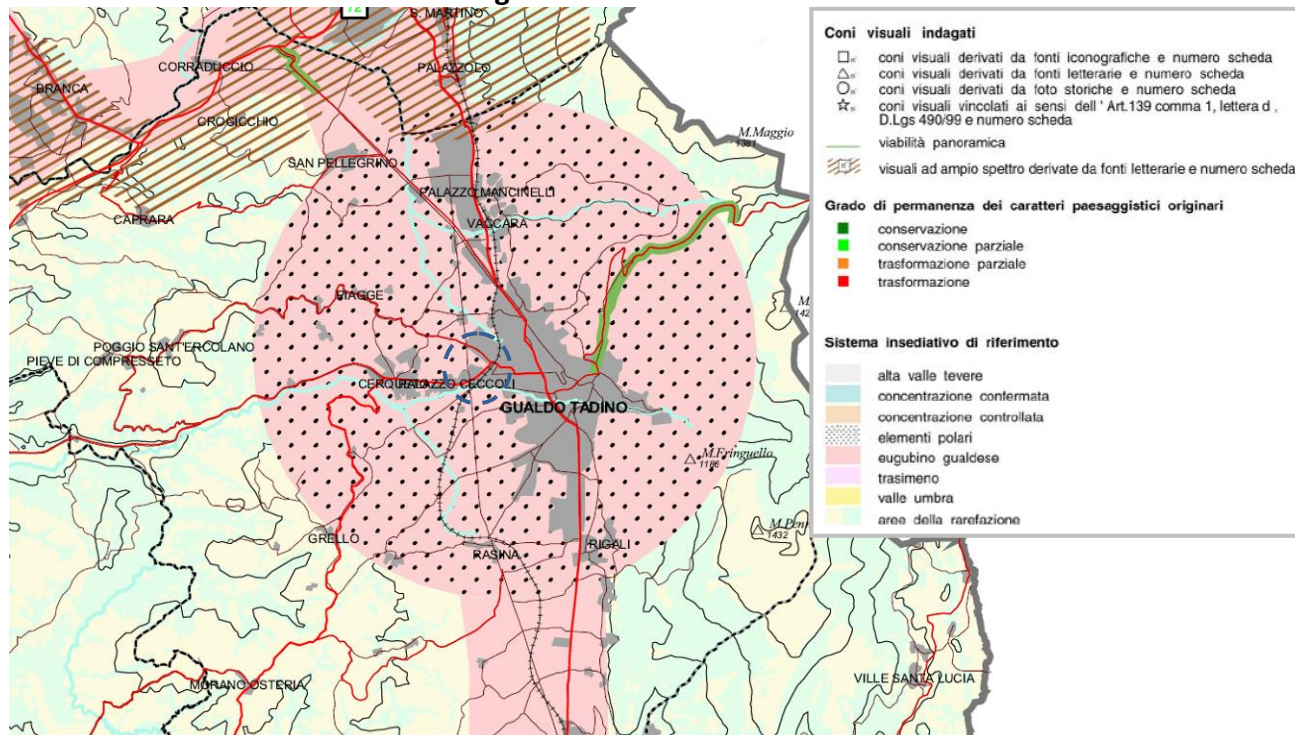 12
S. MARTINO
CORRADUCCIO
PALAZZOLO
BRANCA
CROGICCHIO
M.Maggio
1361
SAN PELLEGRINO
PALAZZO MANCINELLI
CAPRARA
VACCARA
BIAGGE
POGGIO SANT'ERCOLANO
PIEVE DI COMPRESSETO
PALAZZO CECCOLI
GUALDO TADINO
M.Fringuello
1186
M.Penn
1432
GRELLO
RASINA
RIGALI
MORANO OSTERIA
VILLE SANTA LUCIA
Coni visuali indagati
coni visuali derivati da fonti iconografiche e numero scheda
coni visuali derivati da fonti letterarie e numero scheda
coni visuali derivati da foto storiche e numero scheda
coni visuali vincolati ai sensi dell ' Art.139 comma 1, lettera d ,
D.Lgs 490/99 e numero scheda
viabilità panoramica
visuali ad ampio spettro derivate da fonti letterarie e numero scheda
Grado di permanenza dei caratteri paesaggistici originari
conservazione
conservazione parziale
trasformazione parziale
trasformazione
Sistema insediativo di riferimento
alta valle tevere
concentrazione confermata
concentrazione controllata
elementi polari
eugubino gualdese
trasimeno
valle umbra
aree della rarefazione